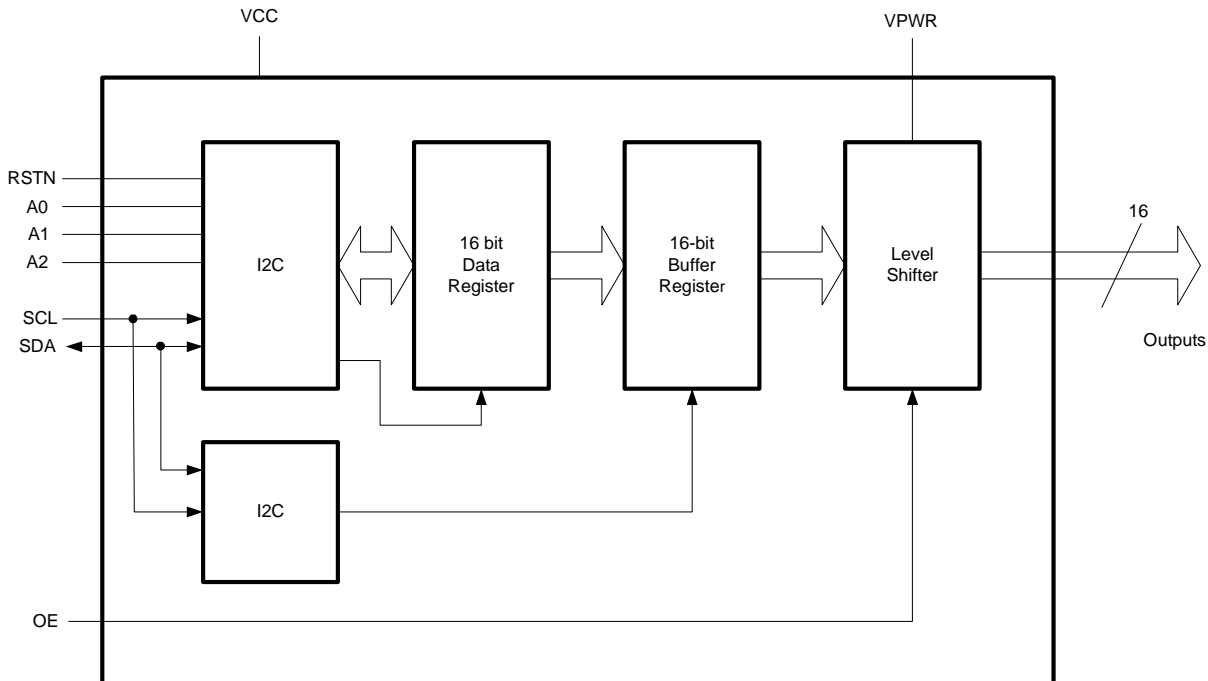 VCC
VPWR
RSTN
A0
A1
A2
SCL
SDA
I2C
16 bit
Data
Register
16-bit
Buffer
Register
Level
Shifter
16
Outputs
I2C
OE